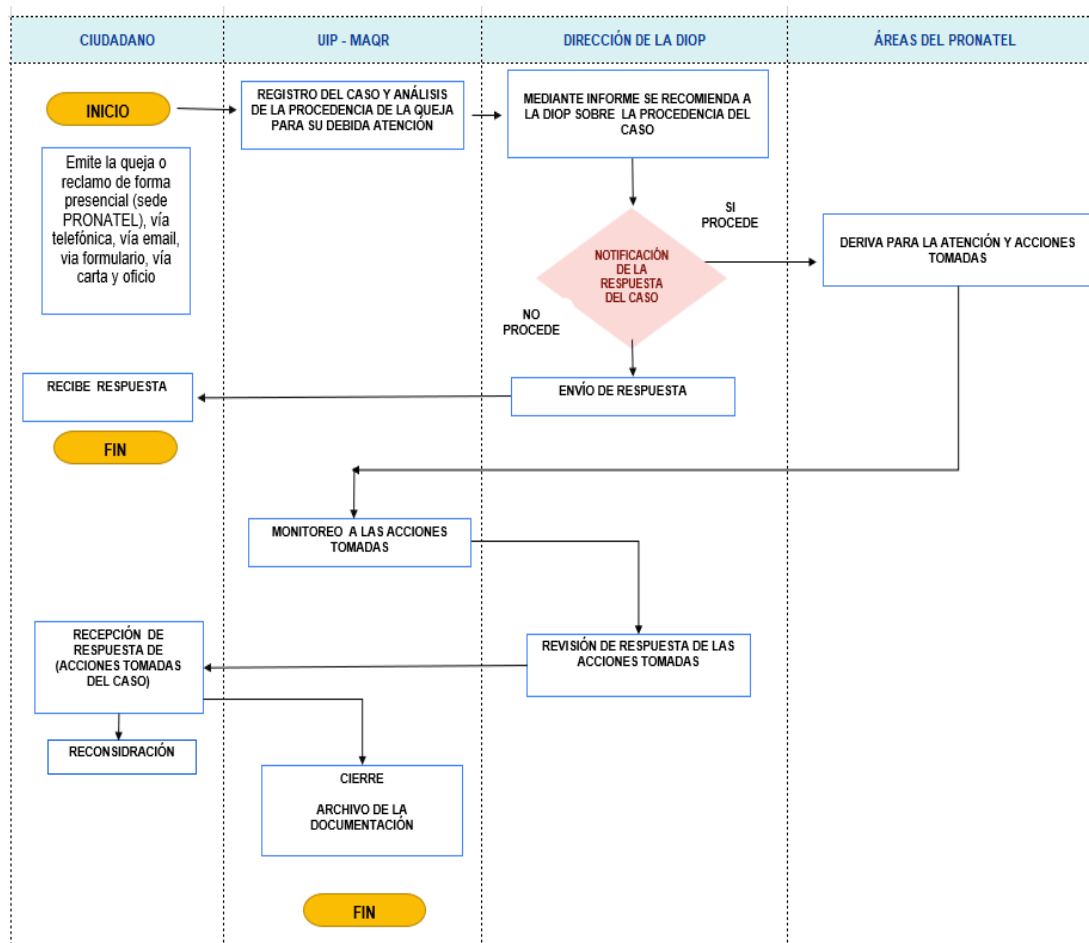 CIUDADANO
UIP - MAQR
DIRECCIÓN DE LA DIOP
ÁREAS DEL PRONATEL
INICIO
REGISTRO DEL CASO Y ANÁLISIS
DE LA PROCEDENCIA DE LA QUEJA
PARA SU DEBIDA ATENCIÓN
MEDIANTE INFORME SE RECOMIENDA A
LA DIOP SOBRE LA PROCEDENCIA DEL
CASO
Emite la queja o
reclamo de forma
presencial (sede
PRONATEL), vía
telefónica, vía email,
via formulario, vía
carta y oficio
SI
PROCEDE
NOTIFICACIÓN
DE LA
RESPUESTA
DEL CASO
DERIVA PARA LA ATENCIÓN Y ACCIONES
TOMADAS
NO
PROCEDE
RECIBE RESPUESTA
ENVÍO DE RESPUESTA
FIN
MONITOREO A LAS ACCIONES
TOMADAS
RECEPCIÓN DE
RESPUESTA DE
(ACCIONES TOMADAS
DEL CASO)
REVISIÓN DE RESPUESTA DE LAS
ACCIONES TOMADAS
RECONSIDRACIÓN
CIERRE
ARCHIVO DE LA
DOCUMENTACIÓN
FIN